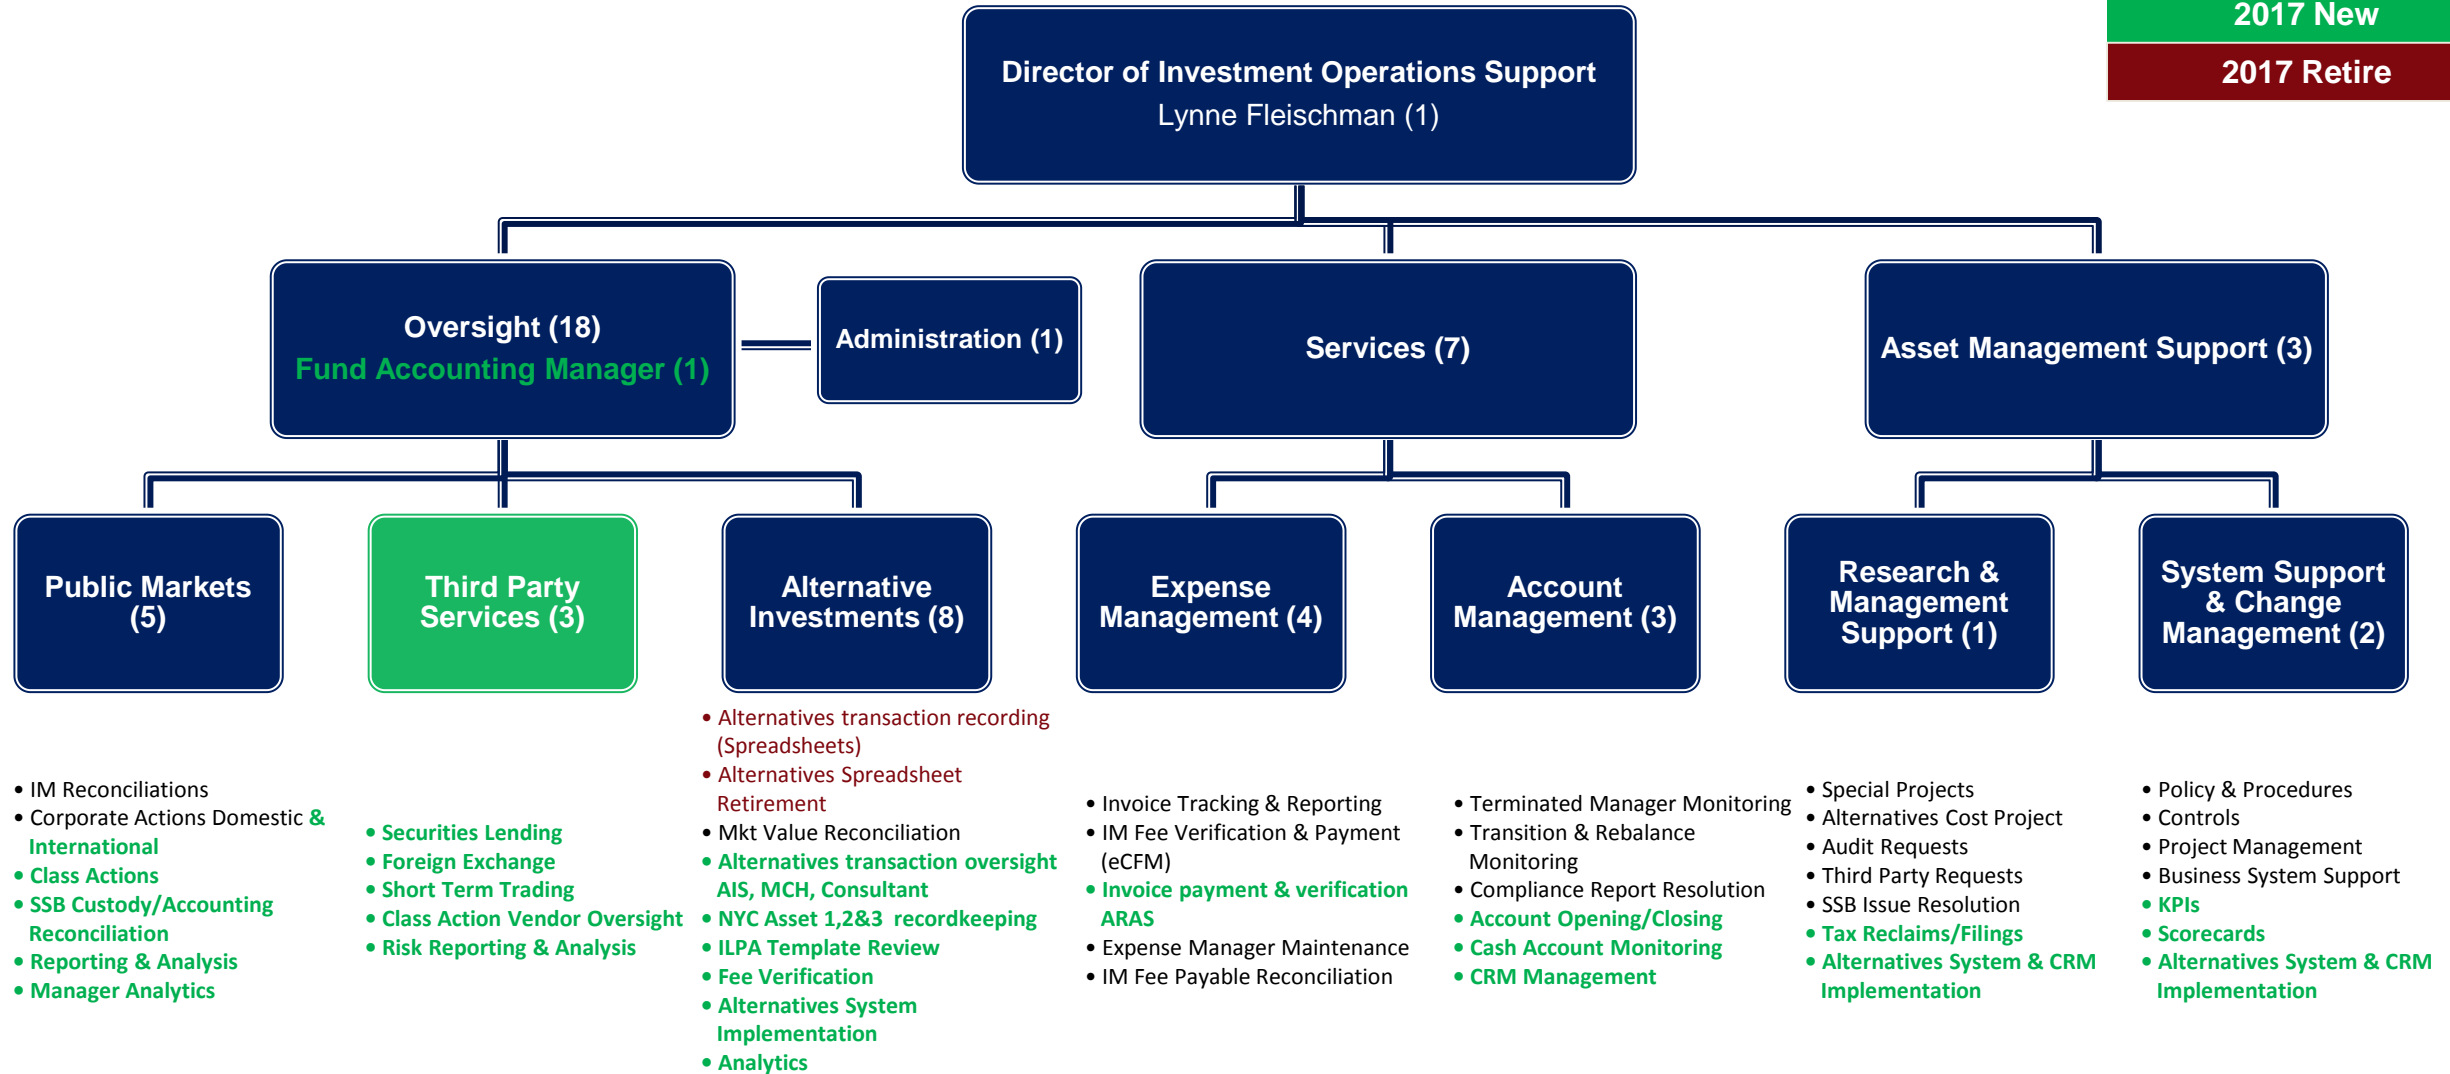 2017 New
2017 Retire
Director of Investment Operations Support
Lynne Fleischman (1)
Oversight (18)
Fund Accounting Manager (1)
Administration (1)
Services (7)
Asset Management Support (3)
Public Markets
(5)
Third Party
Services (3)
Alternative
Investments (8)
Expense
Management (4)
Account
Management (3)
Research &
Management
Support (1)
System Support
& Change
Management (2)
• IM Reconciliations
• Corporate Actions Domestic &
International
• Class Actions
• SSB Custody/Accounting
Reconciliation
• Reporting & Analysis
• Manager Analytics
• Securities Lending
• Foreign Exchange
• Short Term Trading
• Class Action Vendor Oversight
• Risk Reporting & Analysis
• Alternatives transaction recording
(Spreadsheets)
• Alternatives Spreadsheet
Retirement
• Mkt Value Reconciliation
• Alternatives transaction oversight
AIS, MCH, Consultant
• NYC Asset 1,2&3 recordkeeping
• ILPA Template Review
• Fee Verification
• Alternatives System
Implementation
• Analytics
• Invoice Tracking & Reporting
• IM Fee Verification & Payment
(eCFM)
• Invoice payment & verification
ARAS
• Expense Manager Maintenance
• IM Fee Payable Reconciliation
• Terminated Manager Monitoring
• Transition & Rebalance
Monitoring
• Compliance Report Resolution
• Account Opening/Closing
• Cash Account Monitoring
• CRM Management
• Special Projects
• Alternatives Cost Project
• Audit Requests
• Third Party Requests
• SSB Issue Resolution
• Tax Reclaims/Filings
• Alternatives System & CRM
Implementation
• Policy & Procedures
• Controls
• Project Management
• Business System Support
• KPIs
• Scorecards
• Alternatives System & CRM
Implementation